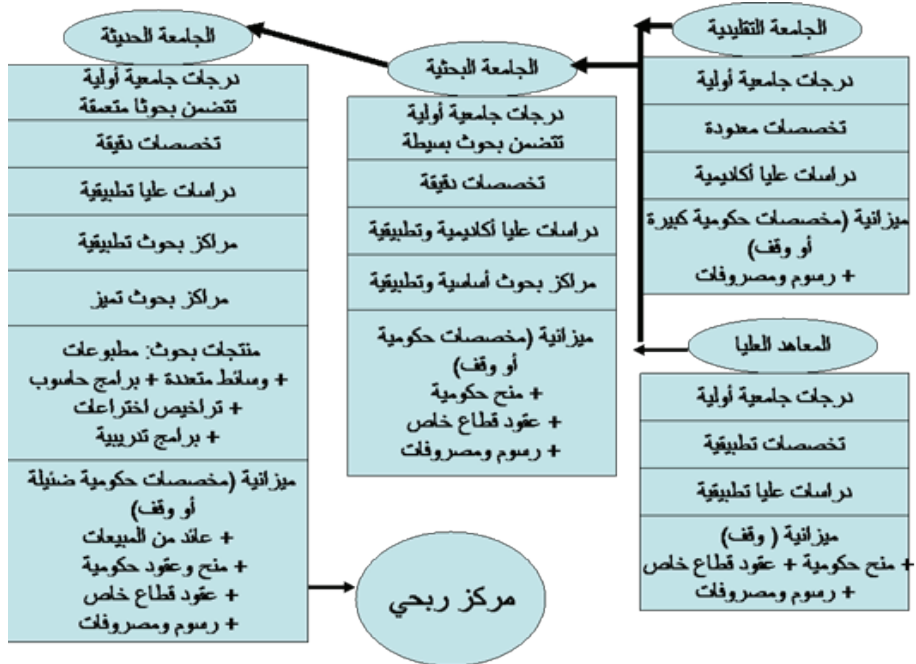 الجامعة التقليدية
درجات جامعية أولية
تخصصات معدودة
دراسات عليا أكاديمية
ميزانية (مخصصات حكومية كبيرة
أو وقف)
+ رسوم ومصروفات
المعاهد العليا
درجات جامعية أولية
تخصصات تطبيقية
دراسات عليا تطبيقية
ميزانية ( وقف)
+ منح حكومية + عقود قطاع خاص
+ رسوم ومصروفات
الجامعة البحثية
درجات جامعية أولية
تتضمن بحوث بسيطة
تخصصات دقيقة
دراسات عليا أكاديمية وتطبيقية
مراكز بحوث أساسية وتطبيقية
ميزانية (مخصصات حكومية
أو وقف)
+ منح حكومية
+ عقود قطاع خاص
+ رسوم ومصروفات
الجامعة الحديثة
درجات جامعية أولية
تتضمن بحوثا متعمقة
تخصصات دقيقة
دراسات عليا تطبيقية
مراكز بحوث تطبيقية
مراكز بحوث تميز
منتجات بحوث: مطبوعات
+ وسائط متعددة + برامج حاسوب
+ تراخيص اختراعات
+ برامج تدريبية
ميزانية (مخصصات حكومية ضئيلة
أو وقف)
+ عائد من المبيعات
+ منح وعقود حكومية
+ عقود قطاع خاص
+ رسوم ومصروفات
مركز ربحي